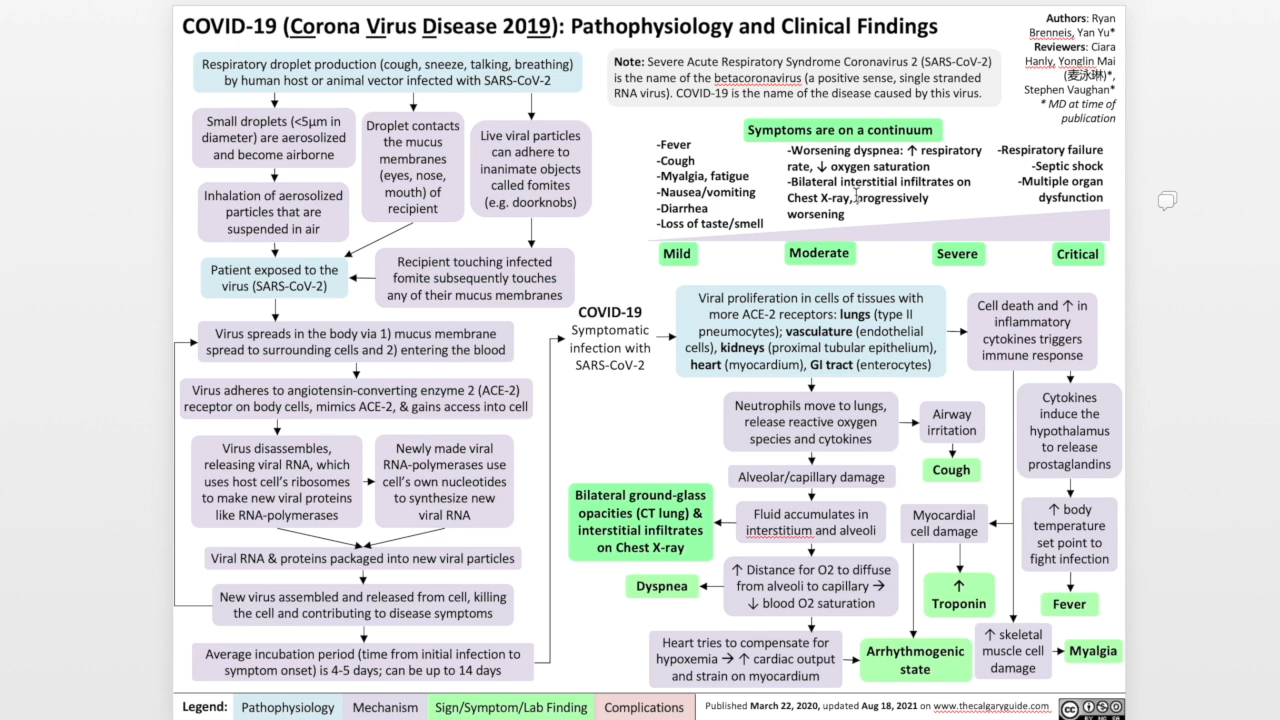 COVID-19 (Corona Virus Disease 2019): Pathophysiology and Clinical Findings
Authors: Ryan
Brenneis, Yan Yu*
Reviewers: Ciara
Hanly, Yonglin Mai
(麦泳琳)*,
Stephen Vaughan*
* MD at time of
publication
Respiratory droplet production (cough, sneeze, talking, breathing)
by human host or animal vector infected with SARS-CoV-2
Note: Severe Acute Respiratory Syndrome Coronavirus 2 (SARS-CoV-2)
is the name of the betacoronavirus (a positive sense, single stranded
RNA virus). COVID-19 is the name of the disease caused by this virus.
Small droplets (<5μm in
diameter) are aerosolized
and become airborne
Droplet contacts
the mucus
membranes
(eyes, nose,
mouth) of
recipient
Live viral particles
can adhere to
inanimate objects
called fomites
(e.g. doorknobs)
Inhalation of aerosolized
particles that are
suspended in air
Patient exposed to the
virus (SARS-CoV-2)
Recipient touching infected
fomite subsequently touches
any of their mucus membranes
Symptoms are on a continuum
-Fever
-Cough
-Myalgia, fatigue
-Nausea/vomiting
-Diarrhea
-Loss of taste/smell
-Worsening dyspnea: ↑ respiratory
rate, ↓ oxygen saturation
-Bilateral interstitial infiltrates on
Chest X-ray, progressively
worsening
-Respiratory failure
-Septic shock
-Multiple organ
dysfunction
Mild
Moderate
Severe
Critical
Virus spreads in the body via 1) mucus membrane
spread to surrounding cells and 2) entering the blood
Virus adheres to angiotensin-converting enzyme 2 (ACE-2)
receptor on body cells, mimics ACE-2, & gains access into cell
Virus disassembles,
releasing viral RNA, which
uses host cell's ribosomes
to make new viral proteins
like RNA-polymerases
Newly made viral
RNA-polymerases use
cell's own nucleotides
to synthesize new
viral RNA
Viral RNA & proteins packaged into new viral particles
New virus assembled and released from cell, killing
the cell and contributing to disease symptoms
Average incubation period (time from initial infection to
symptom onset) is 4-5 days; can be up to 14 days
COVID-19
Symptomatic
infection with
SARS-CoV-2
Viral proliferation in cells of tissues with
more ACE-2 receptors: lungs (type II
pneumocytes); vasculature (endothelial
cells), kidneys (proximal tubular epithelium),
heart (myocardium), GI tract (enterocytes)
Cell death and ↑ in
inflammatory
cytokines triggers
immune response
Neutrophils move to lungs,
release reactive oxygen
species and cytokines
Airway
irritation
Cough
Cytokines
induce the
hypothalamus
to release
prostaglandins
Alveolar/capillary damage
Bilateral ground-glass
opacities (CT lung) &
interstitial infiltrates
on Chest X-ray
Fluid accumulates in
interstitium and alveoli
Myocardial
cell damage
↑ body
temperature
set point to
fight infection
Dyspnea
↑ Distance for O2 to diffuse
from alveoli to capillary →
↓ blood O2 saturation
↑
Troponin
Fever
Heart tries to compensate for
hypoxemia → ↑ cardiac output
and strain on myocardium
Arrhythmogenic
state
↑ skeletal
muscle cell
damage
Myalgia
Legend:
Pathophysiology
Mechanism
Sign/Symptom/Lab Finding
Complications
Published March 22, 2020, updated Aug 18, 2021 on www.thecalgaryguide.com